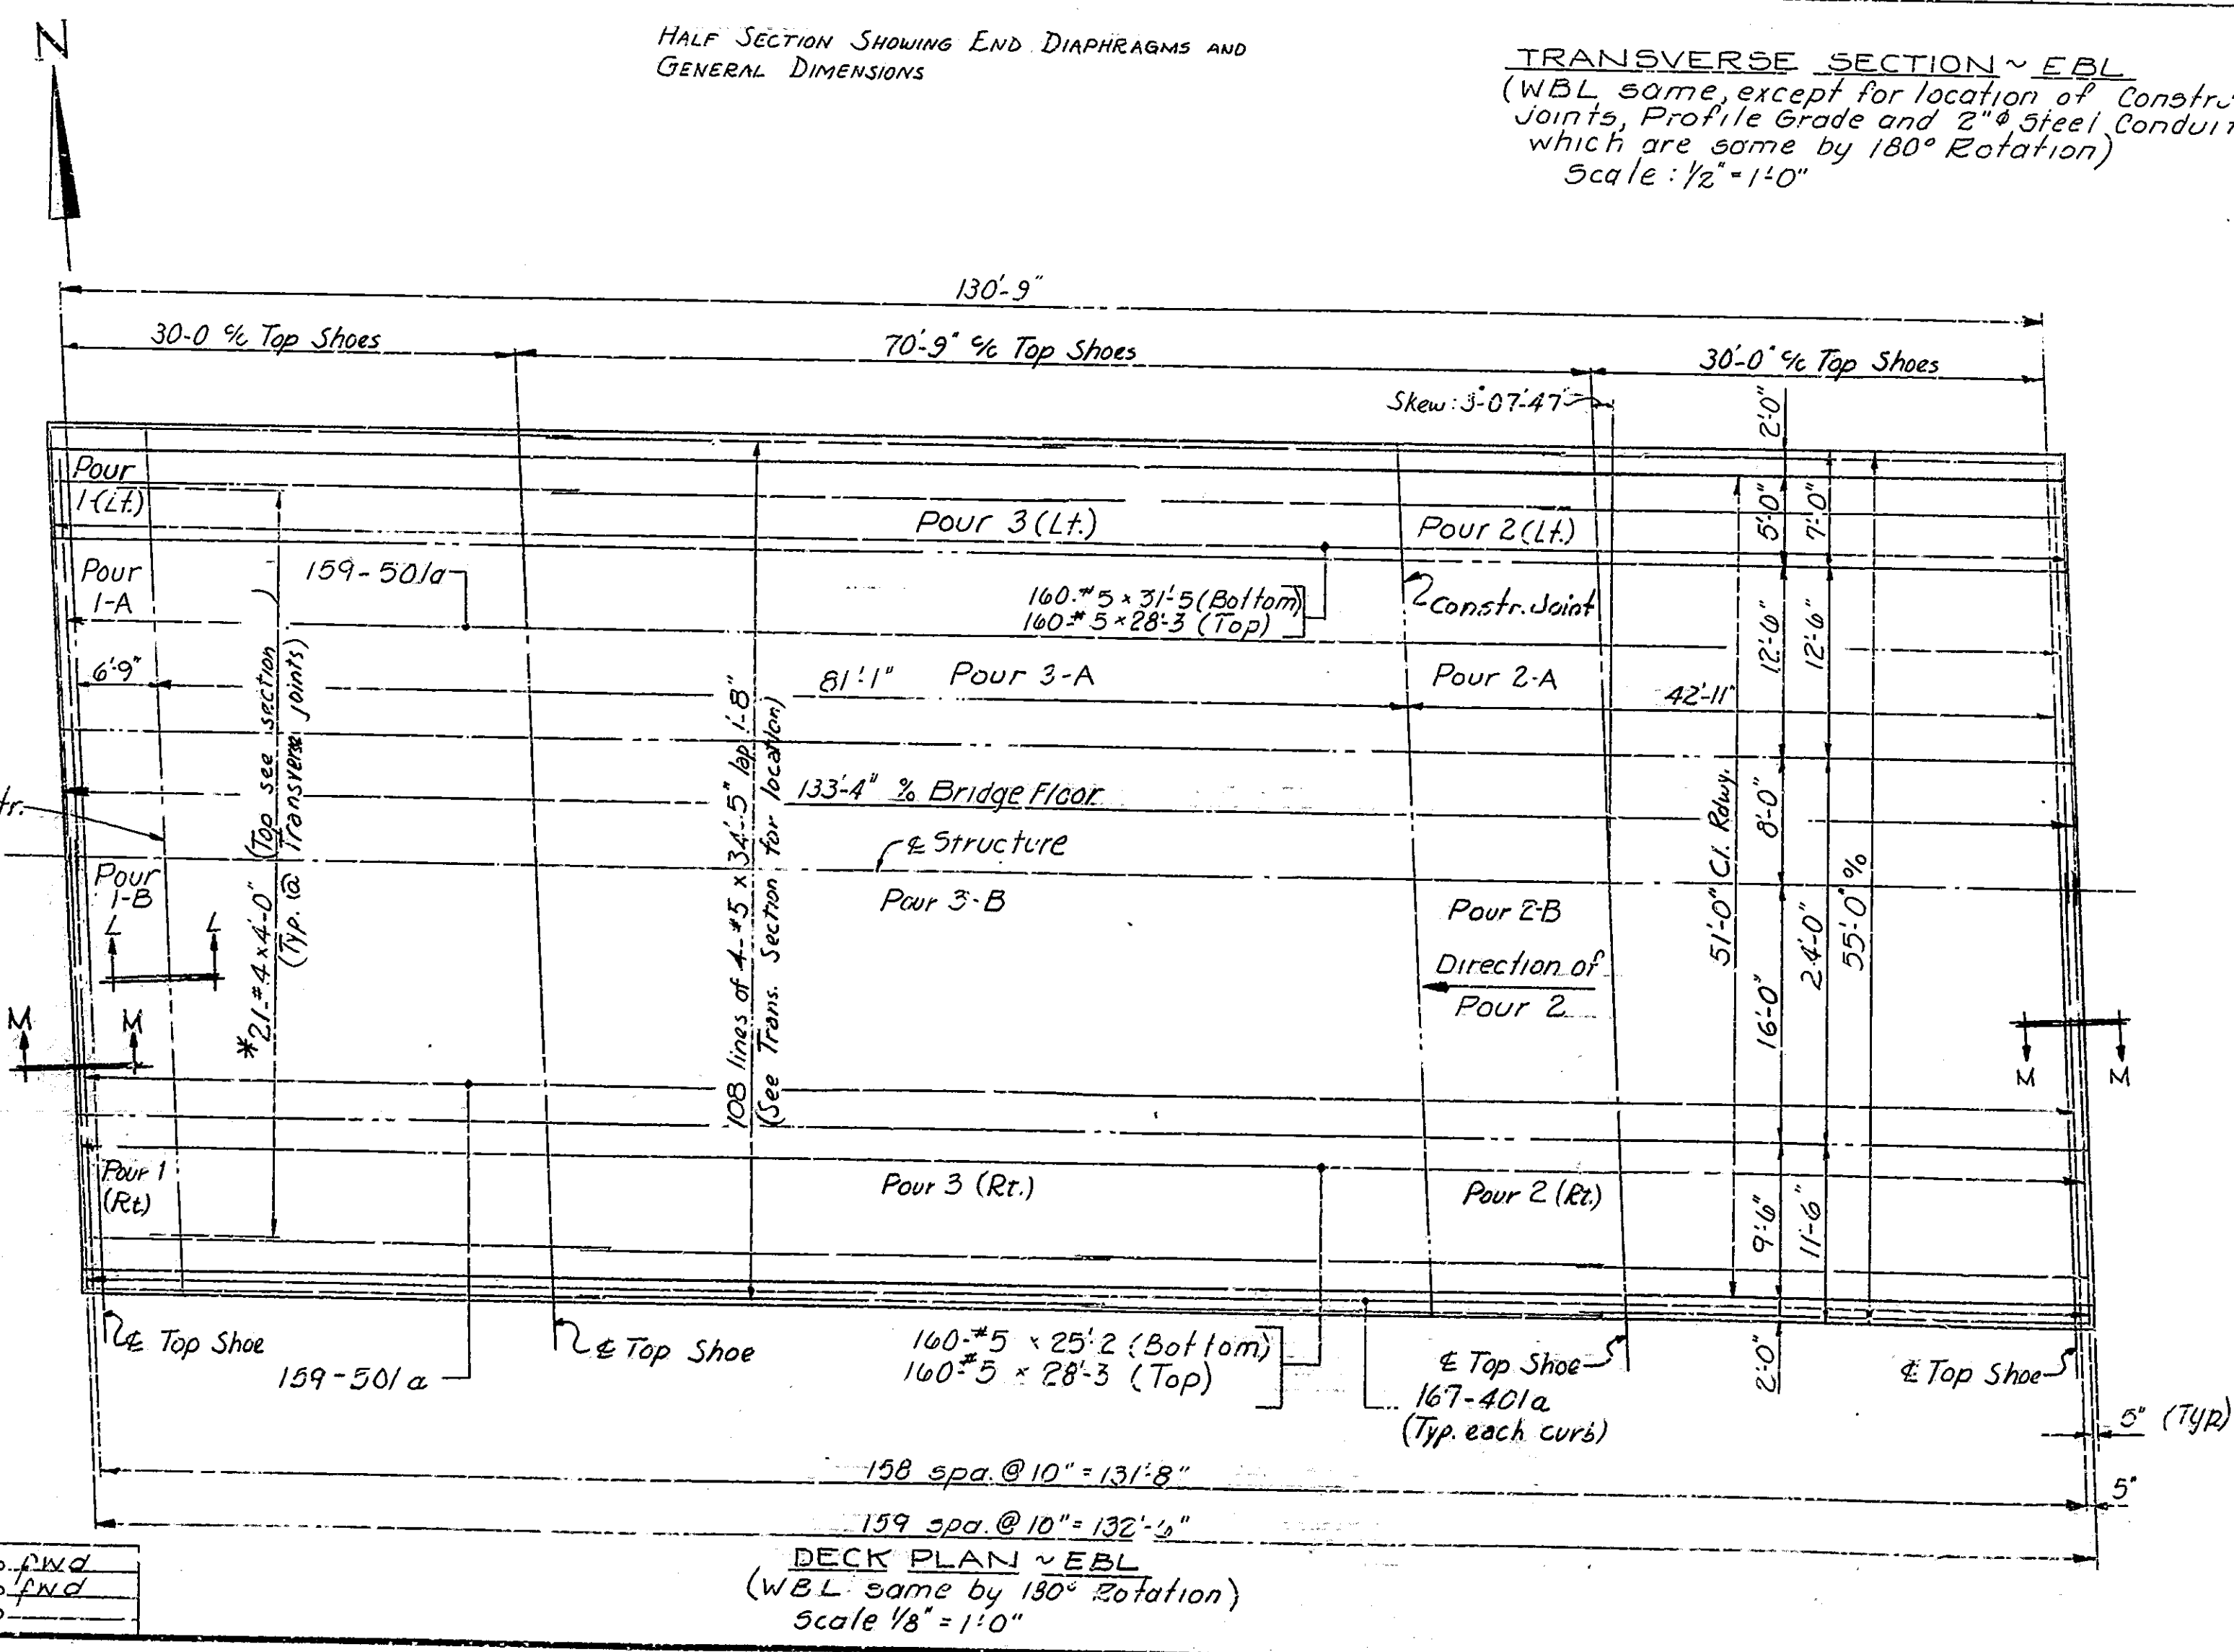 N
HALF SECTION SHOWING END DIAPHRAGMS AND
GENERAL DIMENSIONS
TRANSVERSE SECTION ~ EBL
(WBL same, except for location of Constru
Joints, Profile Grade and 2"φ Steel Conduit
which are same by 180° Rotation)
Scale: 1/2" = 1'-0"
130'-9"
30-0 c/c Top Shoes
70'-9" c/c Top Shoes
30'-0" c/c Top Shoes
Skew: 3°-07'-47"
2'-0"
Pour
1-(Lt.)
Pour 3 (Lt.)
Pour 2 (Lt.)
5'-0"
7'-0"
Pour
1-A
159-501a
160-#5 x 31'-5 (Bottom)
160-#5 x 28'-3 (Top)
Constr. Joint
12'-6"
12'-6"
6'-9"
81'-1"
Pour 3-A
Pour 2-A
42'-11"
*21-#4 x 4'-0" (Top see section)
(Typ. @ Transverse joints)
108 lines of 4-#5 x 34'-5" lap 1'-8"
(See Trans. Section for location)
133'-4" o/o Bridge Floor
tr.
℄ Structure
51'-0" Cl. Rdwy.
8'-0"
Pour
1-B
Pour 3-B
Pour 2-B
16'-0"
24'-0"
55'-0" o/o
L L
Direction of
Pour 2
M M
M M
Pour 1
(Rt)
Pour 3 (Rt.)
Pour 2 (Rt.)
9'-6"
11'-6"
℄ Top Shoe
℄ Top Shoe
159-501a
160-#5 x 25'-2 (Bottom)
160-#5 x 28'-3 (Top)
℄ Top Shoe
167-401a
(Typ. each curb)
2'-0"
℄ Top Shoe
5" (Typ)
158 spa. @ 10" = 131'-8"
5"
159 spa. @ 10" = 132'-6"
DECK PLAN ~ EBL
(WBL same by 180° Rotation)
Scale 1/8" = 1'-0"
fwd
fwd